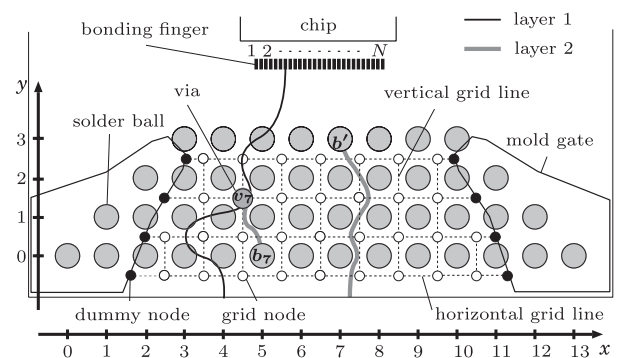 chip
layer 1
layer 2
bonding finger
1 2 - - - - - - - - - N
via
vertical grid line
y
solder ball
mold gate
3
b'
2
v7
1
0
b7
dummy node
grid node
horizontal grid line
0 1 2 3 4 5 6 7 8 9 10 11 12 13 x